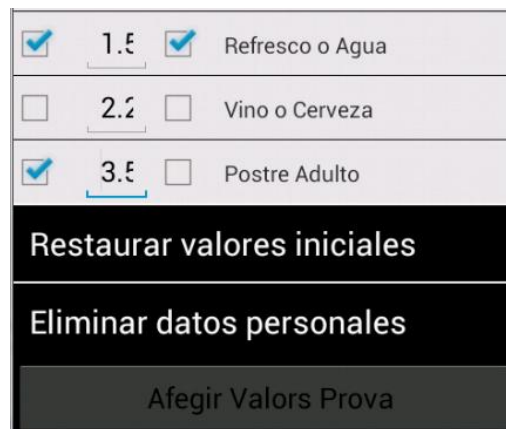 1.5 Refresco o Agua
2.2 Vino o Cerveza
3.5 Postre Adulto
Restaurar valores iniciales
Eliminar datos personales
Afegir Valors Prova